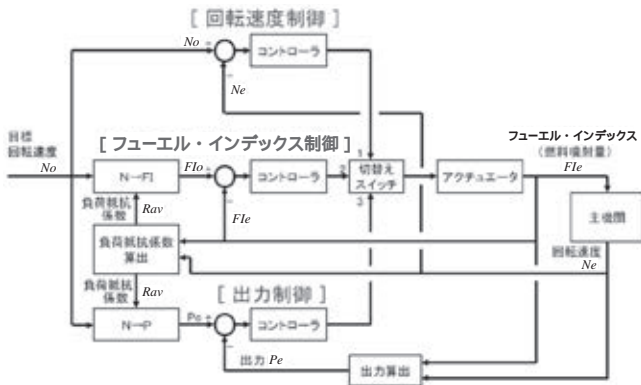 [ 回転速度制御 ]
No
+
コントローラ
-
Ne
目標
回転速度
No
[ フューエル・インデックス制御 ]
フューエル・インデックス
(燃料噴射量)
FIe
N→FI
FIo
+
コントローラ
1
2
3
切替え
スイッチ
アクチュエータ
主機関
負荷抵抗
係数
Rav
-
FIe
負荷抵抗係数
算出
回転速度
Ne
負荷抵抗
係数
Rav
[ 出力制御 ]
N→P
Po
+
コントローラ
-
出力 Pe
出力算出